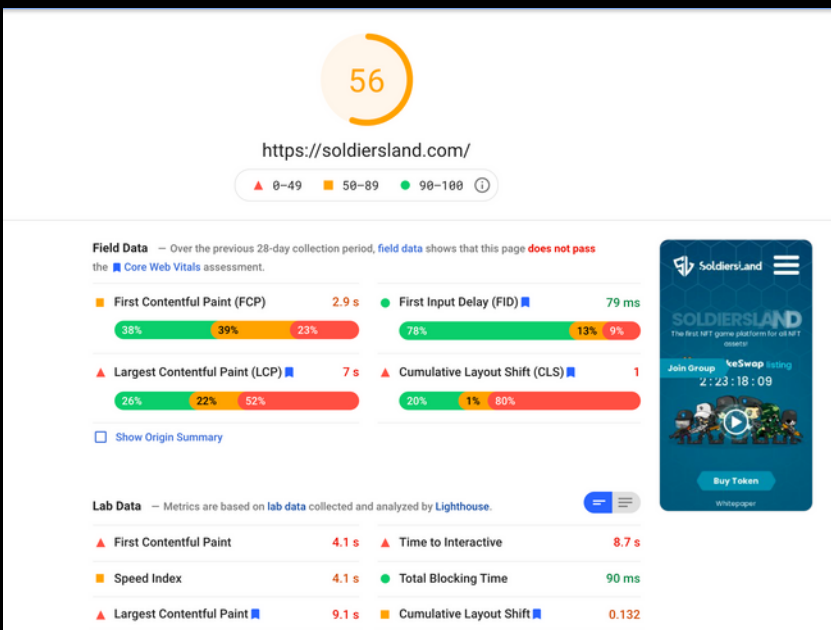 56
https://soldiersland.com/
0–49 50–89 90–100
Field Data — Over the previous 28-day collection period, field data shows that this page does not pass
the Core Web Vitals assessment.
First Contentful Paint (FCP) 2.9 s
38% 39% 23%
First Input Delay (FID) 79 ms
78% 13% 9%
Largest Contentful Paint (LCP) 7 s
26% 22% 52%
Cumulative Layout Shift (CLS) 1
20% 1% 80%
Show Origin Summary
SoldiersLand
SOLDIERSLAND
The first NFT game platform for all NFT
assets!
keSwap listing
Join Group
2:23:18:09
Buy Token
Whitepaper
Lab Data — Metrics are based on lab data collected and analyzed by Lighthouse.
First Contentful Paint 4.1 s
Time to Interactive 8.7 s
Speed Index 4.1 s
Total Blocking Time 90 ms
Largest Contentful Paint 9.1 s
Cumulative Layout Shift 0.132